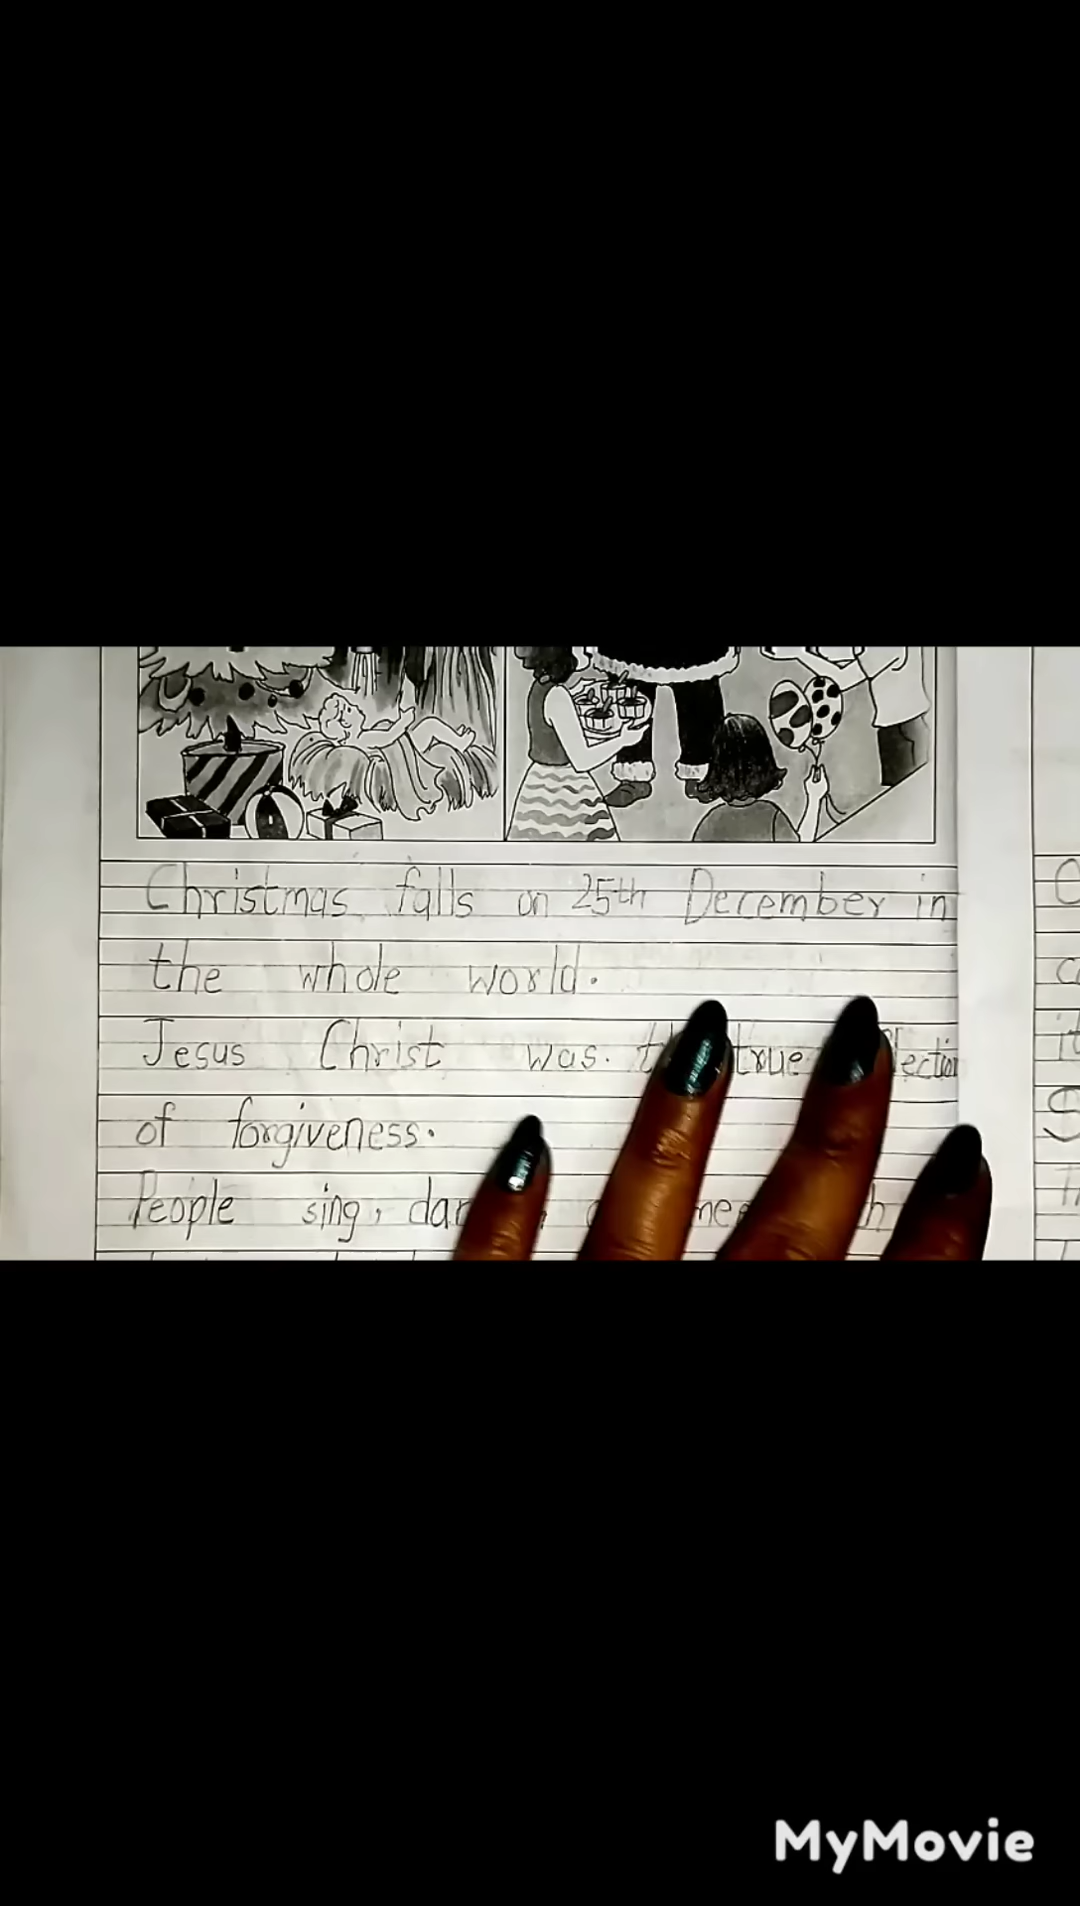 Christmas falls on 25th December in
the whole world.
Jesus Christ was. true
of forgiveness.
People sing,
MyMovie